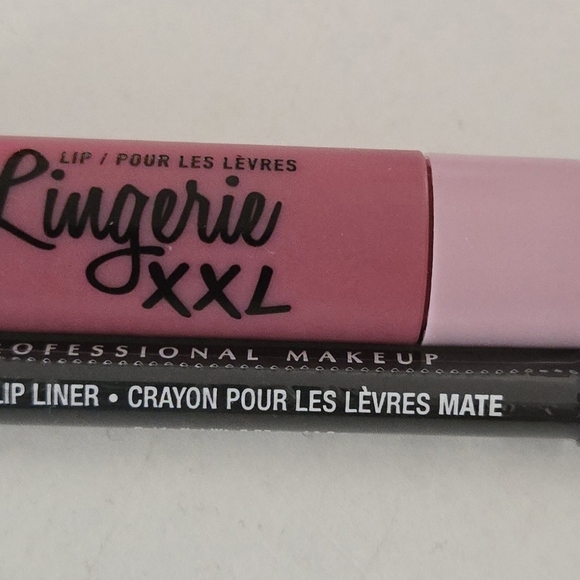 LIP / POUR LES LÈVRES
Lingerie
XXL
OFESSIONAL MAKEUP
LIP LINER • CRAYON POUR LES LÈVRES MATE